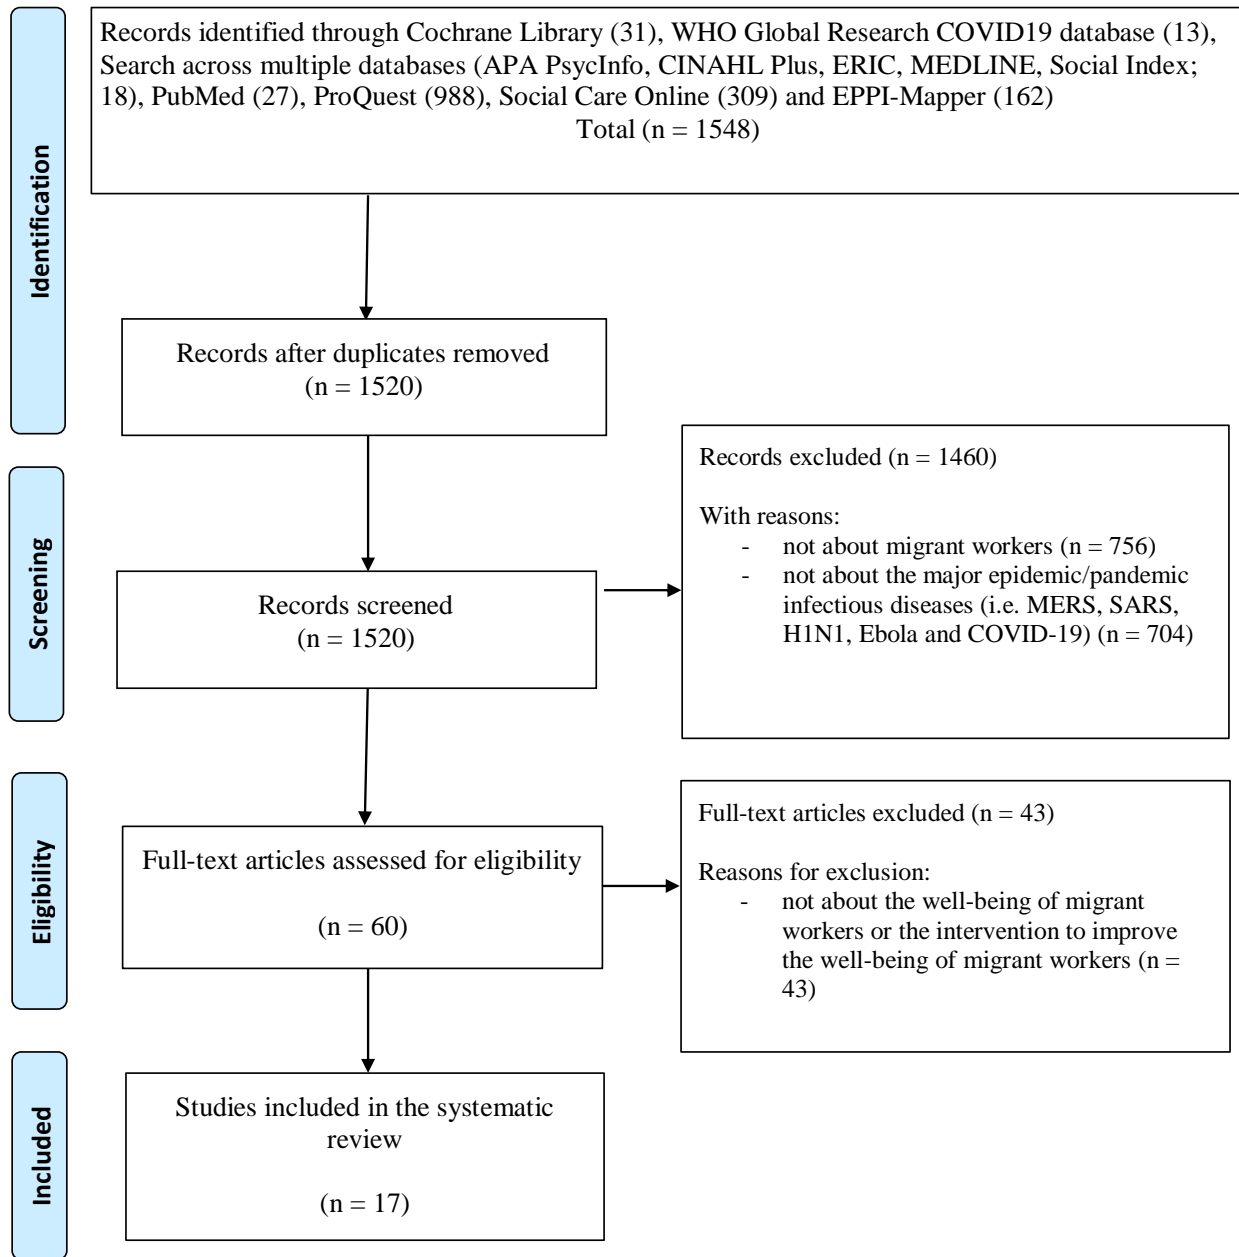 Records identified through Cochrane Library (31), WHO Global Research COVID19 database (13),
Search across multiple databases (APA PsycInfo, CINAHL Plus, ERIC, MEDLINE, Social Index;
18), PubMed (27), ProQuest (988), Social Care Online (309) and EPPI-Mapper (162)
Total (n = 1548)
Identification
Records after duplicates removed
(n = 1520)
Screening
Records screened
(n = 1520)
Records excluded (n = 1460)
With reasons:
- not about migrant workers (n = 756)
- not about the major epidemic/pandemic
infectious diseases (i.e. MERS, SARS,
H1N1, Ebola and COVID-19) (n = 704)
Eligibility
Full-text articles assessed for eligibility
(n = 60)
Full-text articles excluded (n = 43)
Reasons for exclusion:
- not about the well-being of migrant
workers or the intervention to improve
the well-being of migrant workers (n =
43)
Included
Studies included in the systematic
review
(n = 17)